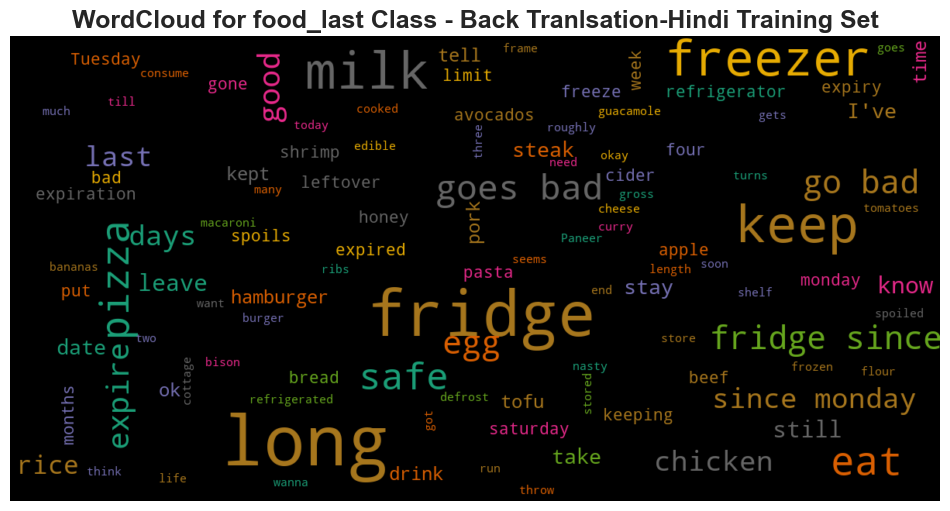 WordCloud for food_last Class - Back Tranlsation-Hindi Training Set
Tuesday
consume
gone
good
milk
tell
limit
frame
week
freezer
goes
time
much
till
today
cooked
avocados
freeze
guacamole
refrigerator
expiry
gets
I've
last
bad
expiration
shrimp
edible
three
roughly
steak
need
okay
four
kept
many
leftover
goes bad
cider
gross
turns
go bad
days
macaroni
spoils
honey
pork
cheese
curry
Paneer
keep
tomatoes
expired
apple
bananas
pizza
ribs
pasta
seems
length
soon
monday
know
put
leave
want
hamburger
burger
fridge
end
stay
shelf
spoiled
date
two
expire
egg
store
fridge since
bison
safe
nasty
frozen
flour
months
ok
cottage
bread
refrigerated
defrost
tofu
stored
beef
keeping
since monday
got
saturday
still
long
rice
think
life
wanna
drink
run
throw
take
chicken
eat